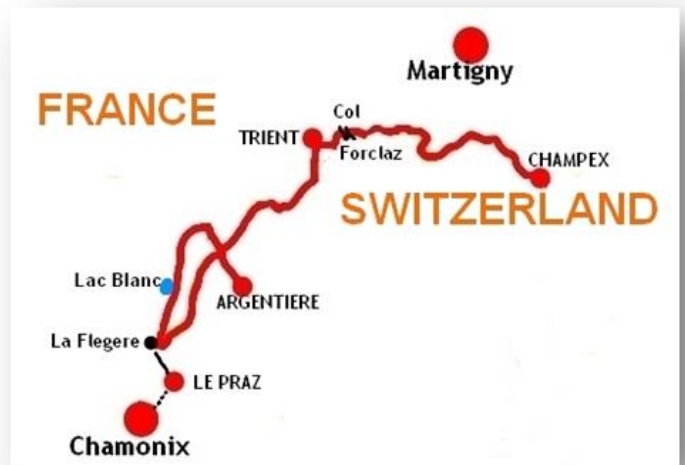 Martigny
FRANCE
Col
TRIENT
Forclaz
CHAMPEX
SWITZERLAND
Lac Blanc
ARGENTIERE
La Flegere
LE PRAZ
Chamonix